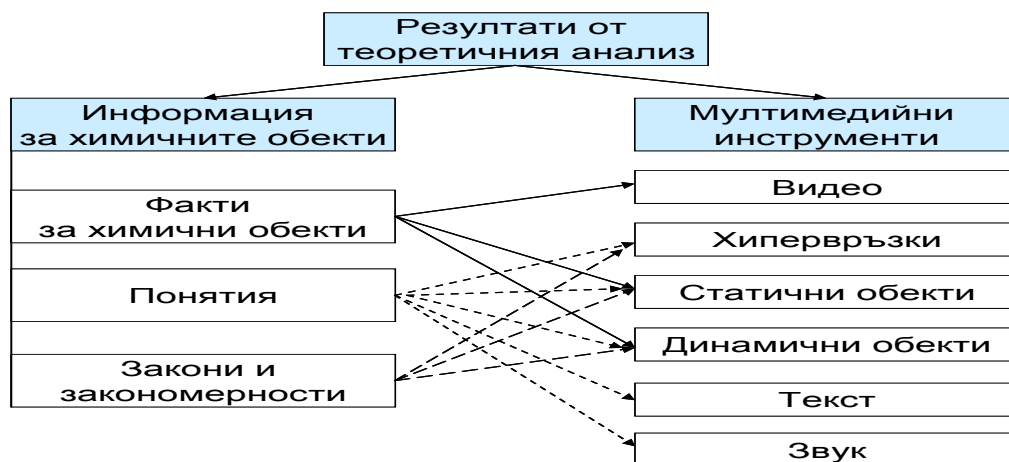 Резултати от
теоретичния анализ
Информация
за химичните обекти
Мултимедийни
инструменти
Факти
за химични обекти
Понятия
Закони и
закономерности
Видео
Хипервръзки
Статични обекти
Динамични обекти
Текст
Звук